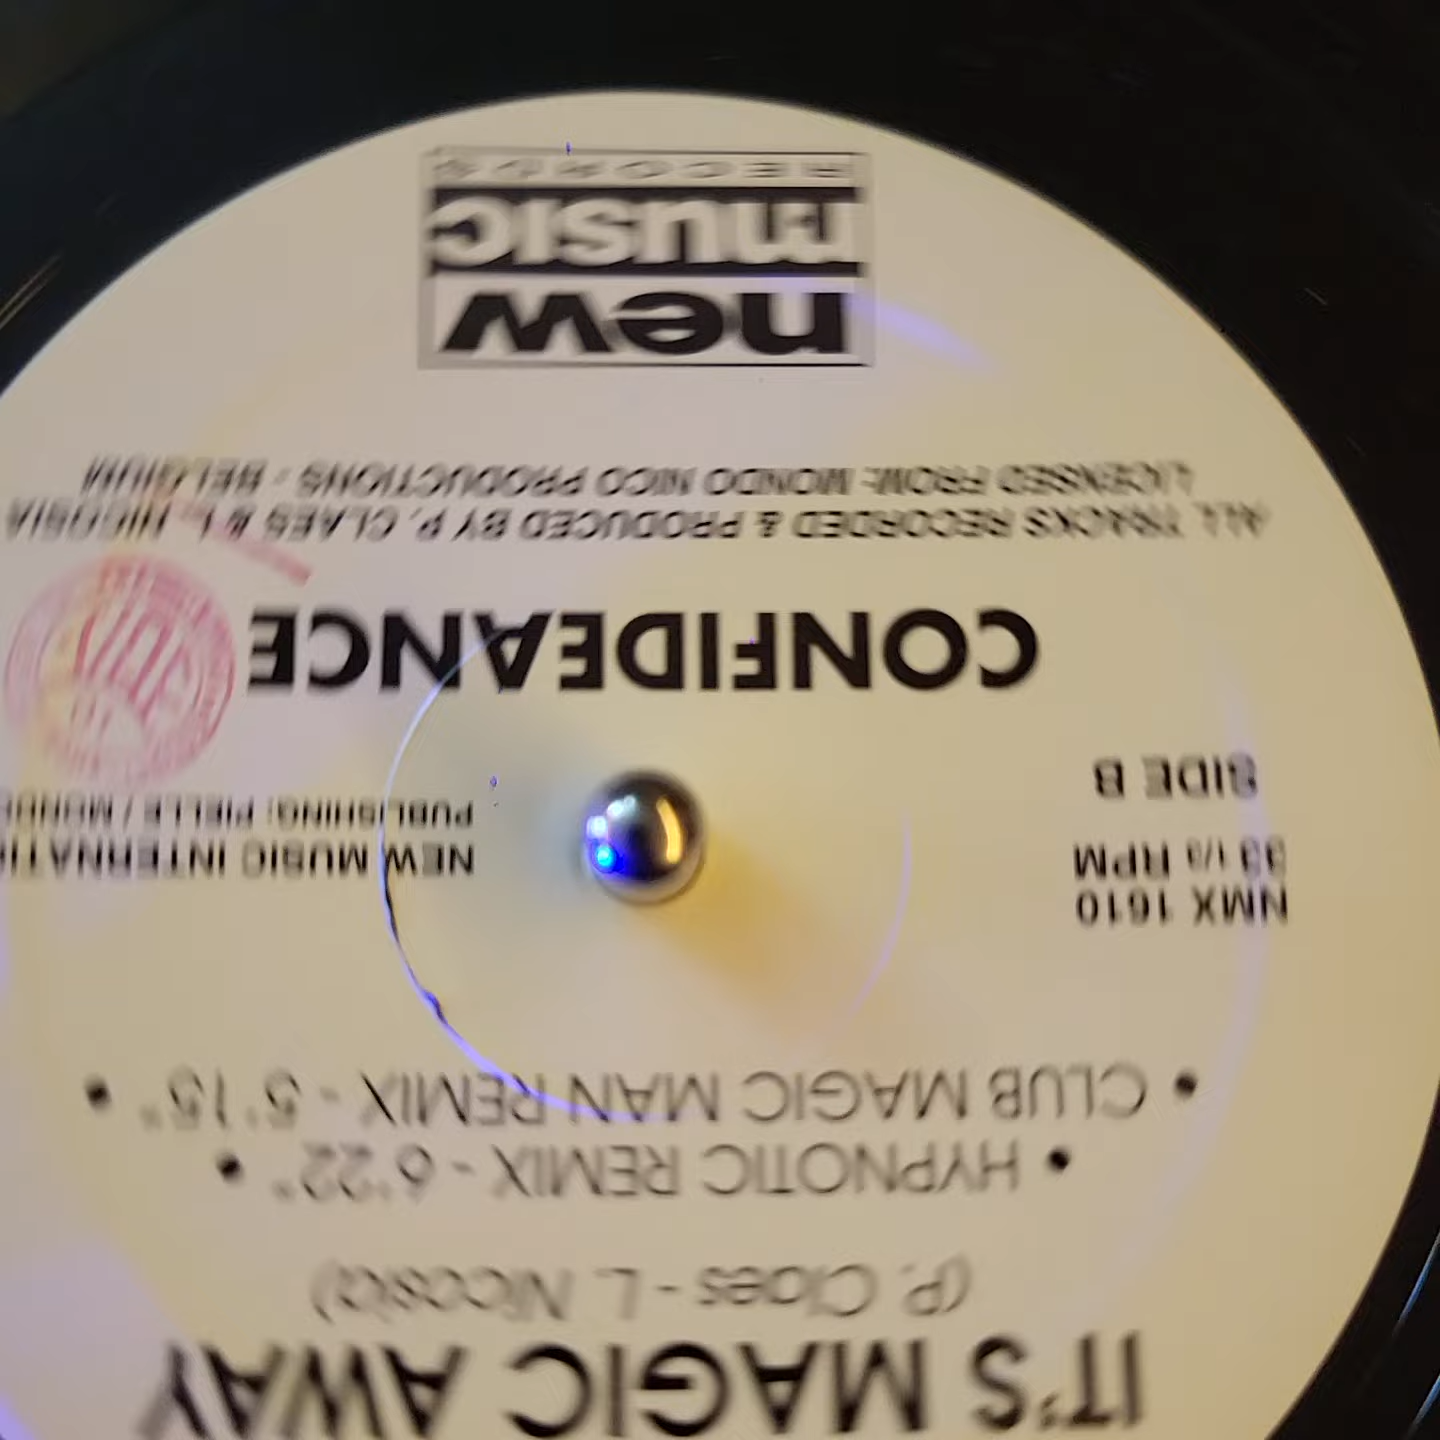 IT'S MAGIC AWAY
(P. Claes - L. Nicosia)
• HYPNOTIC REMIX - 6'22" •
• CLUB MAGIC MAN REMIX - 5'15" •
NMX 1610
33 1/3 RPM
SIDE B
NEW MUSIC
PUBLISHING: PIELLE /
CONFIDEANCE
ALL TRACKS RECORDED & PRODUCED BY P. CLAES & L. NICOSIA
LICENSED FROM: MONDO NICO PRODUCTIONS - BELGIUM
new
music
RECORDS